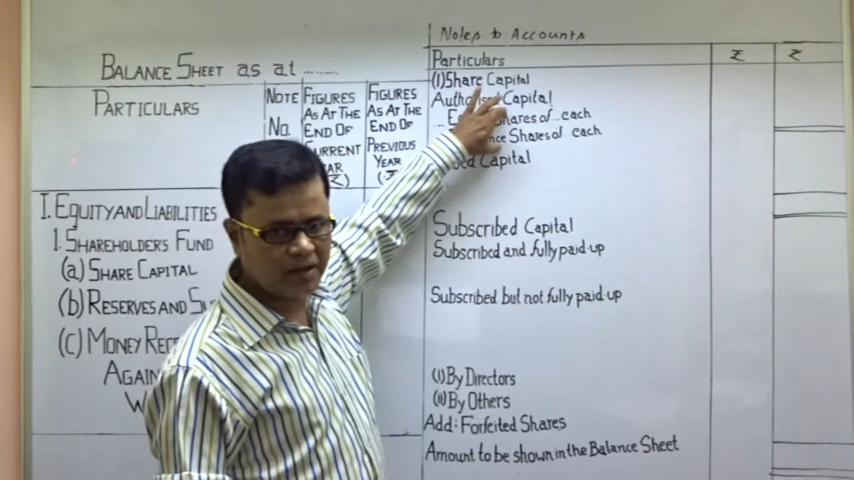 Notes to Accounts
BALANCE SHEET as at ........
PARTICULARS
NOTE No.
FIGURES AS AT THE END OF CURRENT
FIGURES AS AT THE END OF PREVIOUS YEAR (₹)
I. EQUITY AND LIABILITIES
1. SHAREHOLDER'S FUND
(a) SHARE CAPITAL
(b) RESERVES AND
(c) MONEY
Particulars ₹ ₹
(1) Share Capital
Capital
Shares of ... each
Shares of each
Capital
Subscribed Capital
Subscribed and fully paid up
Subscribed but not fully paid-up
(i) By Directors
(ii) By Others
Add: Forfeited Shares
Amount to be shown in the Balance Sheet